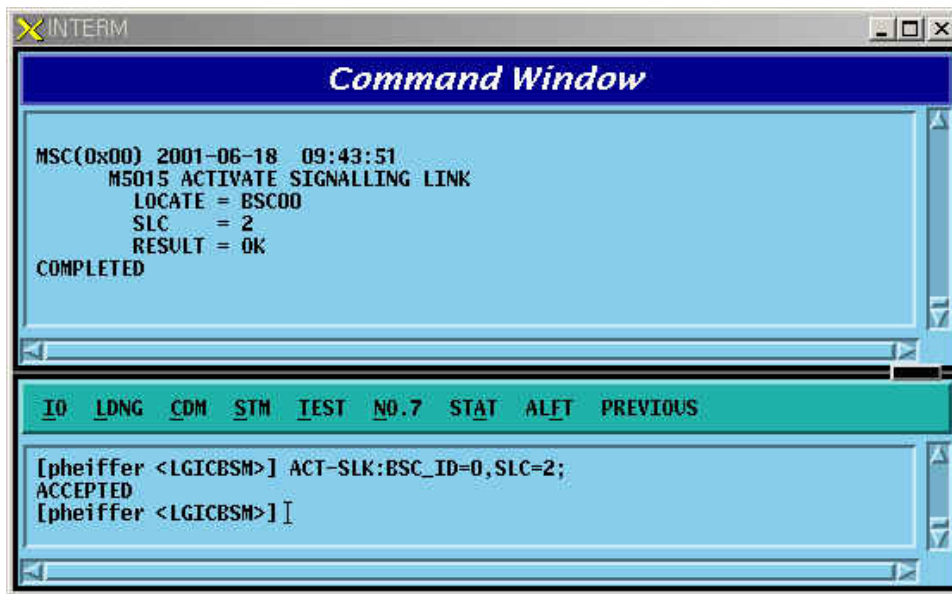 INTERM
Command Window
MSC(0x00) 2001-06-18 09:43:51
M5015 ACTIVATE SIGNALLING LINK
LOCATE = BSC00
SLC = 2
RESULT = OK
COMPLETED
IO LDNG CDM STM TEST NO.7 STAT ALFT PREVIOUS
[pheiffer <LGICBSM>] ACT-SLK:BSC_ID=0,SLC=2;
ACCEPTED
[pheiffer <LGICBSM>]